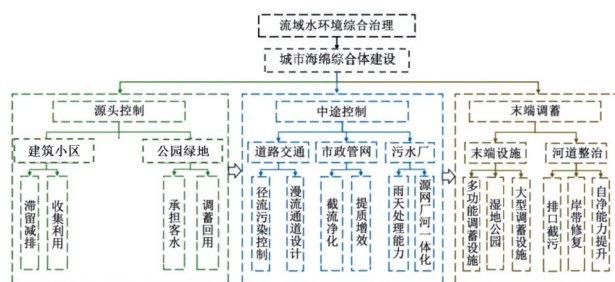 流域水环境综合治理
城市海绵综合体建设
源头控制
中途控制
末端调蓄
建筑小区
公园绿地
道路交通
市政管网
污水厂
末端设施
河道整治
滞留减排
收集利用
承担客水
调蓄回用
径流污染控制
漫流通道设计
截流净化
提质增效
雨天处理能力
源网厂河一体化
多功能调蓄设施
湿地公园
大型调蓄设施
排口截污
岸带修复
自净能力提升